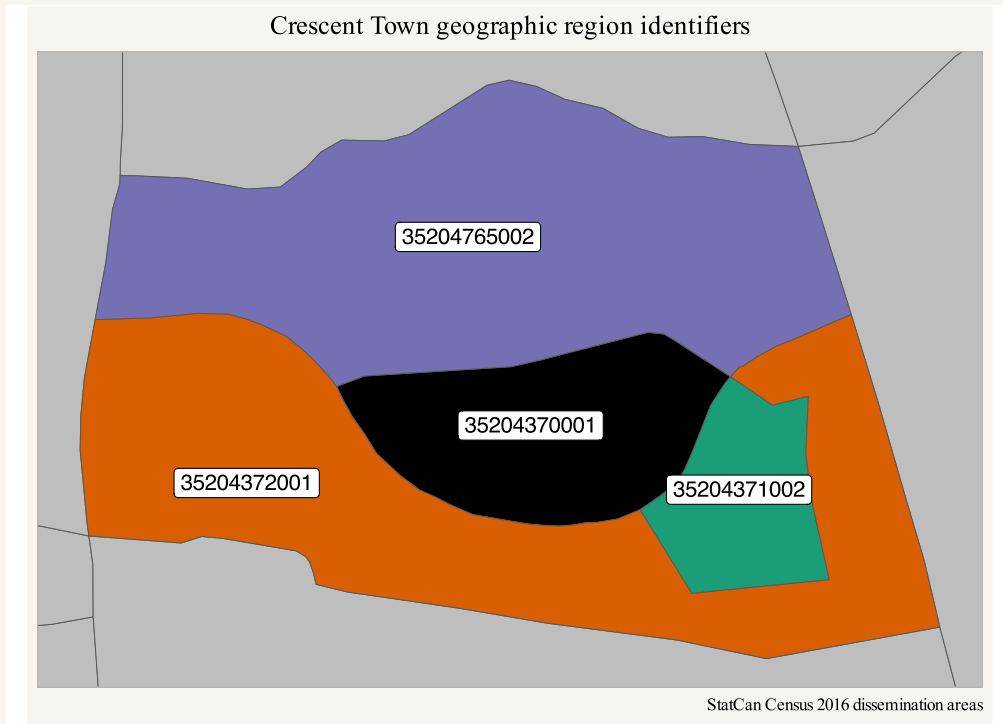 Crescent Town geographic region identifiers
35204765002
35204370001
35204372001
35204371002
StatCan Census 2016 dissemination areas